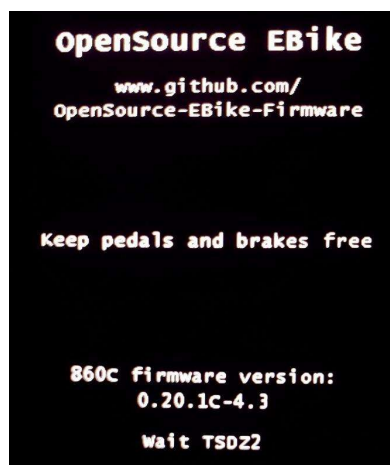 OpenSource EBike
www.github.com/
OpenSource-EBike-Firmware
Keep pedals and brakes free
860C firmware version:
0.20.1C-4.3
Wait TSDZ2